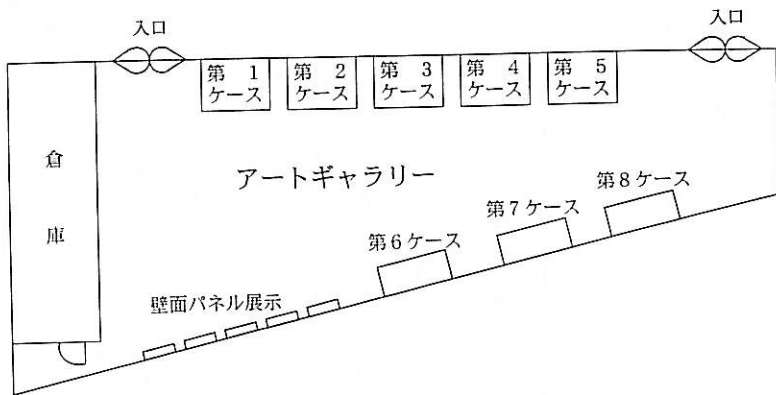 入口
入口
第 1
ケース
第 2
ケース
第 3
ケース
第 4
ケース
第 5
ケース
倉
庫
アートギャラリー
第8ケース
第7ケース
第6ケース
壁面パネル展示